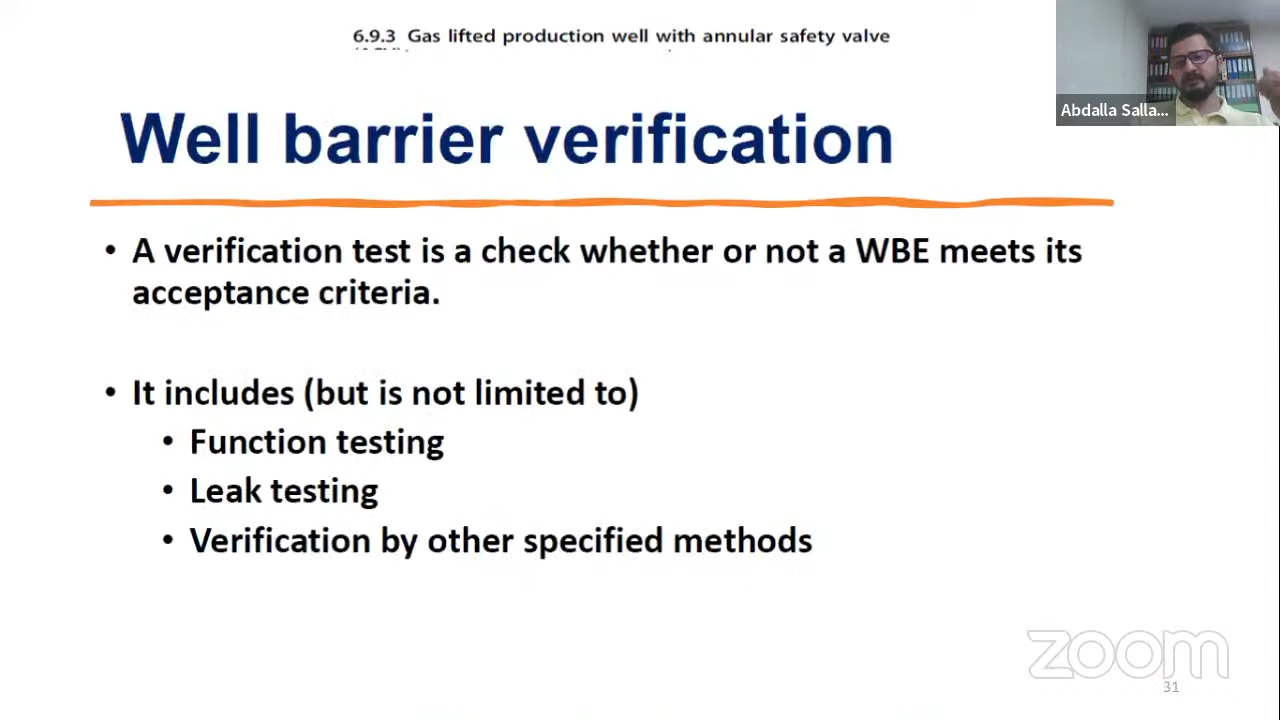 6.9.3 Gas lifted production well with annular safety valve
Abdalla Salla...
Well barrier verification
• A verification test is a check whether or not a WBE meets its
acceptance criteria.
• It includes (but is not limited to)
• Function testing
• Leak testing
• Verification by other specified methods
zoom
31